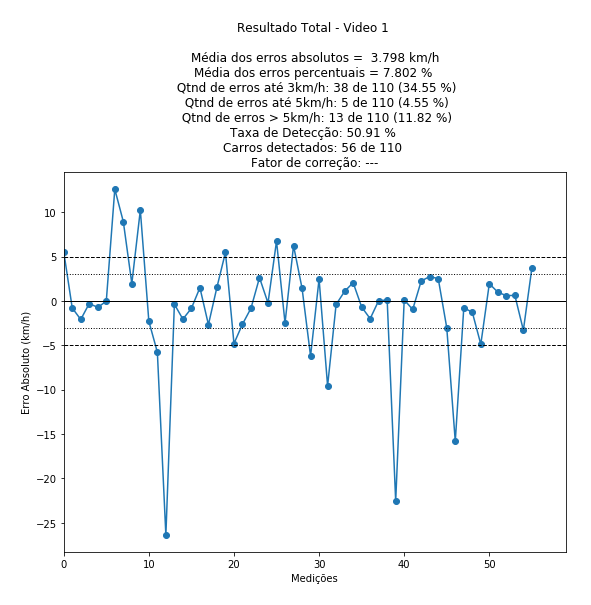 Resultado Total - Video 1
Média dos erros absolutos =  3.798 km/h
Média dos erros percentuais = 7.802 %
Qtnd de erros até 3km/h: 38 de 110 (34.55 %)
Qtnd de erros até 5km/h: 5 de 110 (4.55 %)
Qtnd de erros > 5km/h: 13 de 110 (11.82 %)
Taxa de Detecção: 50.91 %
Carros detectados: 56 de 110
Fator de correção: ---
Erro Absoluto (km/h)
10
5
0
−5
−10
−15
−20
−25
0 10 20 30 40 50
Medições